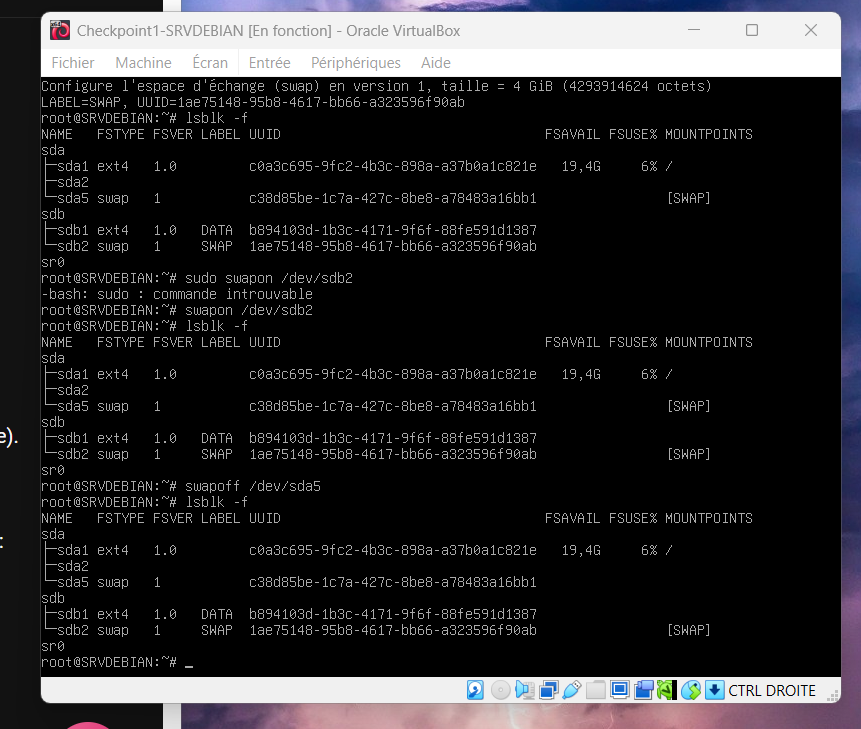 Checkpoint1-SRVDEBIAN [En fonction] - Oracle VirtualBox
Fichier Machine Écran Entrée Périphériques Aide
Configure l'espace d'échange (swap) en version 1, taille = 4 GiB (4293914624 octets)
LABEL=SWAP, UUID=1ae75148-95b8-4617-bb66-a323596f90ab
root@SRVDEBIAN:~# lsblk -f
NAME FSTYPE FSVER LABEL UUID FSAVAIL FSUSE% MOUNTPOINTS
sda
├─sda1 ext4 1.0 c0a3c695-9fc2-4b3c-898a-a37b0a1c821e 19,4G 6% /
├─sda2
└─sda5 swap 1 c38d85be-1c7a-427c-8be8-a78483a16bb1 [SWAP]
sdb
├─sdb1 ext4 1.0 DATA b894103d-1b3c-4171-9f6f-88fe591d1387
└─sdb2 swap 1 SWAP 1ae75148-95b8-4617-bb66-a323596f90ab
sr0
root@SRVDEBIAN:~# sudo swapon /dev/sdb2
-bash: sudo : commande introuvable
root@SRVDEBIAN:~# swapon /dev/sdb2
root@SRVDEBIAN:~# lsblk -f
NAME FSTYPE FSVER LABEL UUID FSAVAIL FSUSE% MOUNTPOINTS
sda
├─sda1 ext4 1.0 c0a3c695-9fc2-4b3c-898a-a37b0a1c821e 19,4G 6% /
├─sda2
└─sda5 swap 1 c38d85be-1c7a-427c-8be8-a78483a16bb1 [SWAP]
sdb
├─sdb1 ext4 1.0 DATA b894103d-1b3c-4171-9f6f-88fe591d1387
└─sdb2 swap 1 SWAP 1ae75148-95b8-4617-bb66-a323596f90ab [SWAP]
sr0
root@SRVDEBIAN:~# swapoff /dev/sda5
root@SRVDEBIAN:~# lsblk -f
NAME FSTYPE FSVER LABEL UUID FSAVAIL FSUSE% MOUNTPOINTS
sda
├─sda1 ext4 1.0 c0a3c695-9fc2-4b3c-898a-a37b0a1c821e 19,4G 6% /
├─sda2
└─sda5 swap 1 c38d85be-1c7a-427c-8be8-a78483a16bb1
sdb
├─sdb1 ext4 1.0 DATA b894103d-1b3c-4171-9f6f-88fe591d1387
└─sdb2 swap 1 SWAP 1ae75148-95b8-4617-bb66-a323596f90ab [SWAP]
sr0
root@SRVDEBIAN:~# _
CTRL DROITE
e).
: